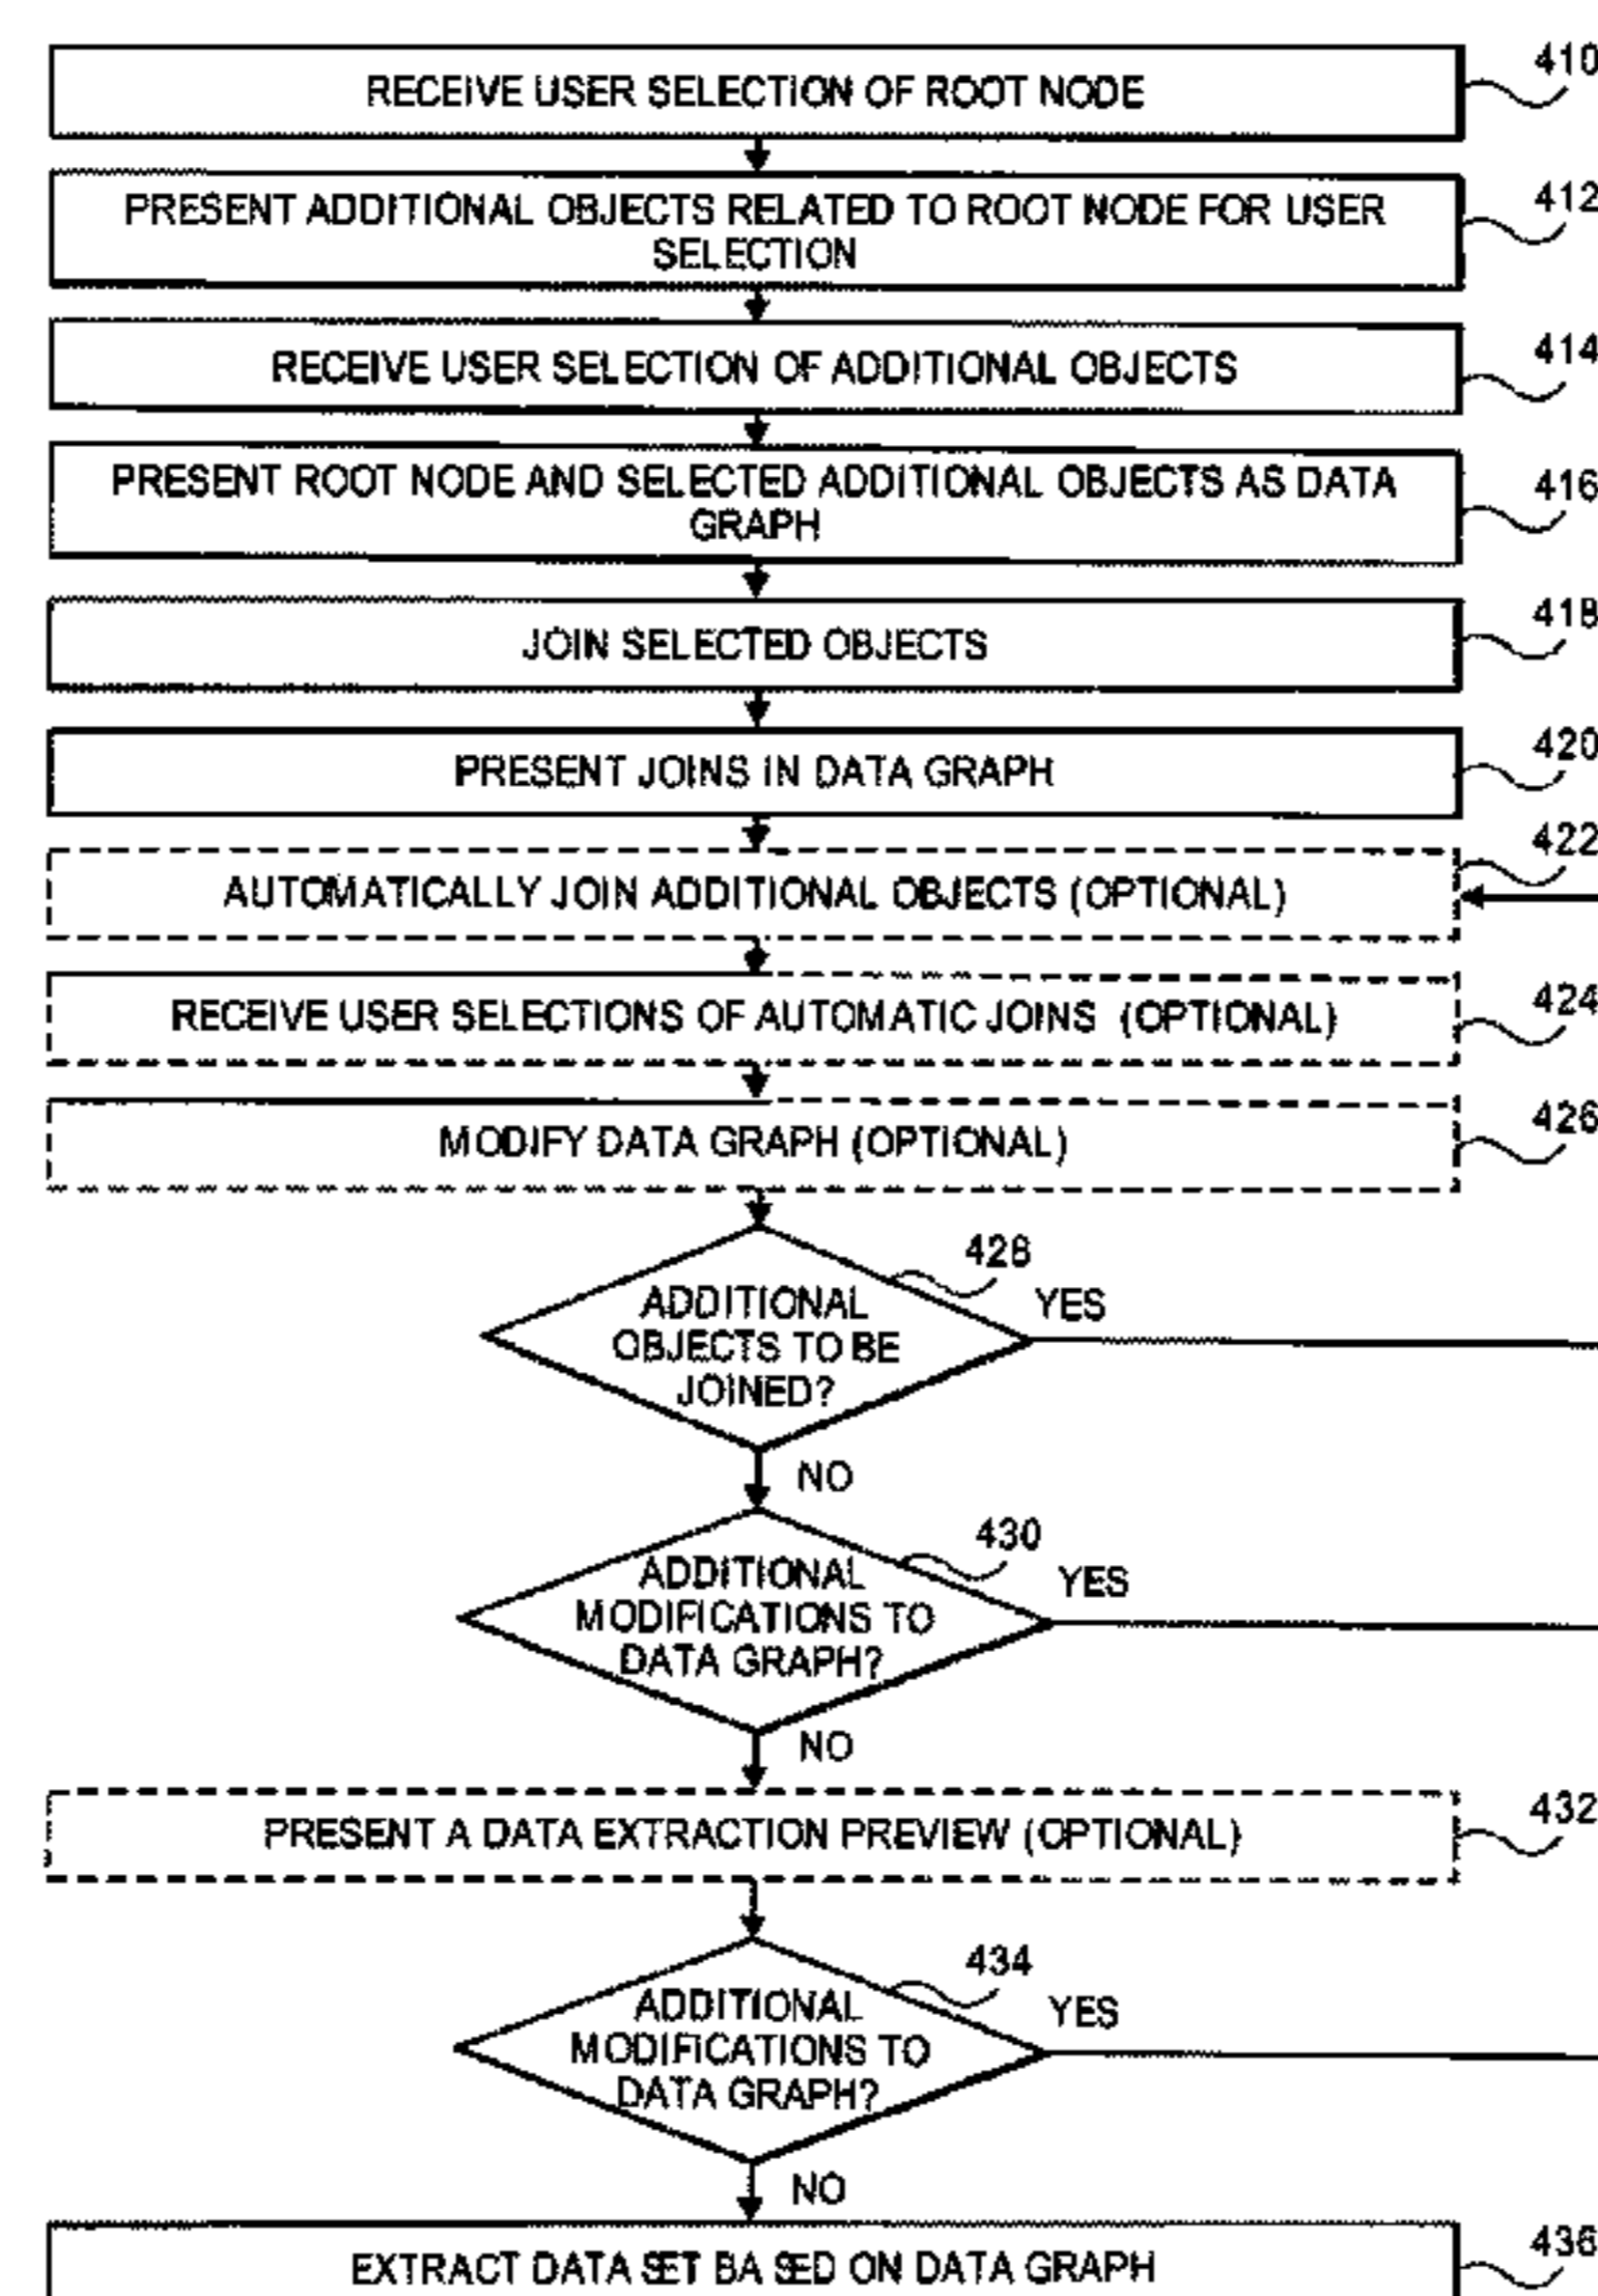 RECEIVE USER SELECTION OF ROOT NODE
410
PRESENT ADDITIONAL OBJECTS RELATED TO ROOT NODE FOR USER
SELECTION
412
RECEIVE USER SELECTION OF ADDITIONAL OBJECTS
414
PRESENT ROOT NODE AND SELECTED ADDITIONAL OBJECTS AS DATA
GRAPH
416
JOIN SELECTED OBJECTS
418
PRESENT JOINS IN DATA GRAPH
420
AUTOMATICALLY JOIN ADDITIONAL OBJECTS (OPTIONAL)
422
RECEIVE USER SELECTIONS OF AUTOMATIC JOINS (OPTIONAL)
424
MODIFY DATA GRAPH (OPTIONAL)
426
428
ADDITIONAL
OBJECTS TO BE
JOINED?
YES
NO
430
ADDITIONAL
MODIFICATIONS TO
DATA GRAPH?
YES
NO
PRESENT A DATA EXTRACTION PREVIEW (OPTIONAL)
432
434
ADDITIONAL
MODIFICATIONS TO
DATA GRAPH?
YES
NO
EXTRACT DATA SET BASED ON DATA GRAPH
436